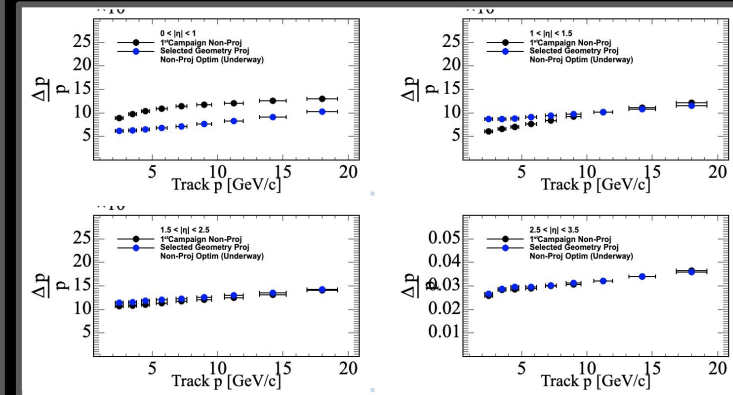 0 < |η| < 1
1stCampaign Non-Proj
Selected Geometry Proj
Non-Proj Optim (Underway)
25
20
15
10
5
Δp
p
5 10 15 20
Track p [GeV/c]
1 < |η| < 1.5
1stCampaign Non-Proj
Selected Geometry Proj
Non-Proj Optim (Underway)
25
20
15
10
5
Δp
p
5 10 15 20
Track p [GeV/c]
1.5 < |η| < 2.5
1stCampaign Non-Proj
Selected Geometry Proj
Non-Proj Optim (Underway)
25
20
15
10
5
Δp
p
5 10 15 20
Track p [GeV/c]
2.5 < |η| < 3.5
1stCampaign Non-Proj
Selected Geometry Proj
Non-Proj Optim (Underway)
0.05
0.04
0.03
0.02
0.01
Δp
p
5 10 15 20
Track p [GeV/c]